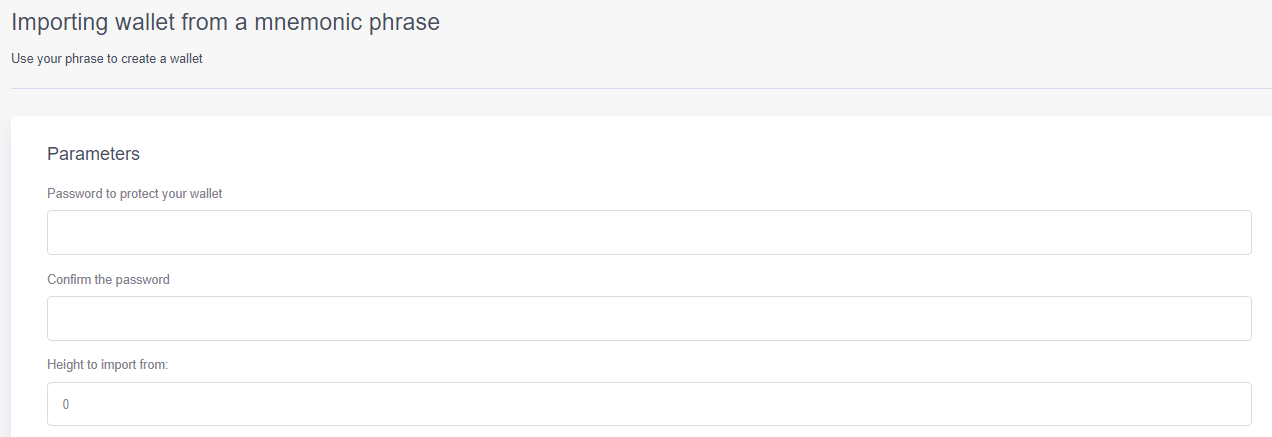 Importing wallet from a mnemonic phrase
Use your phrase to create a wallet
Parameters
Password to protect your wallet
Confirm the password
Height to import from:
0